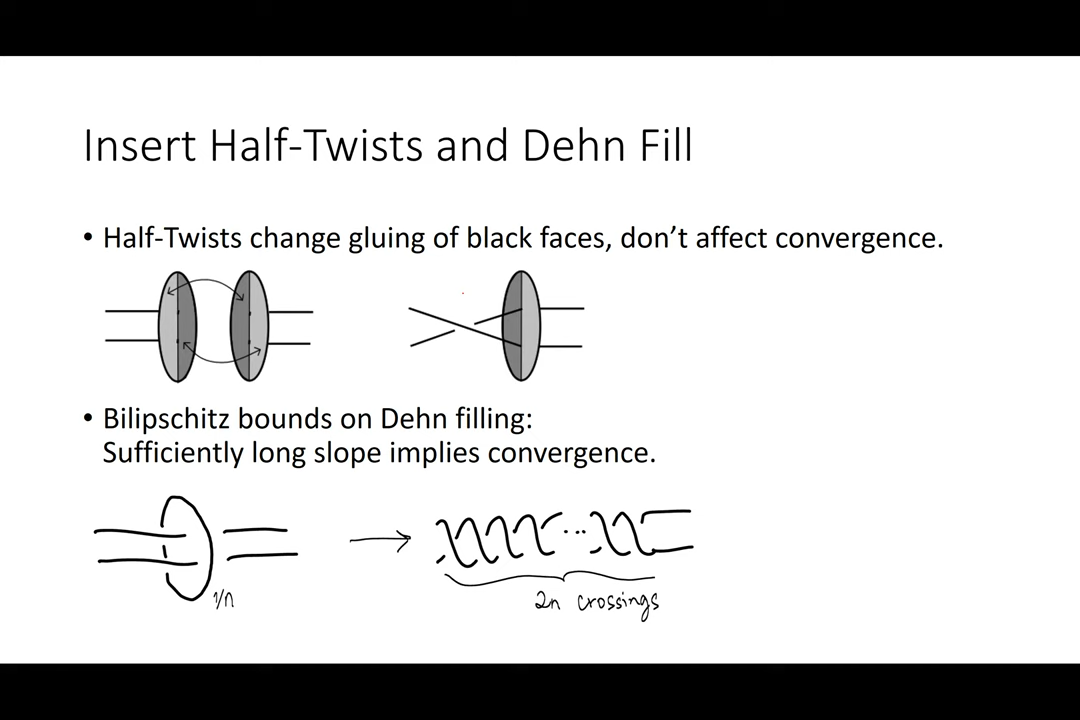 Insert Half-Twists and Dehn Fill
• Half-Twists change gluing of black faces, don’t affect convergence.
• Bilipschitz bounds on Dehn filling:
Sufficiently long slope implies convergence.
1/n
2n crossings